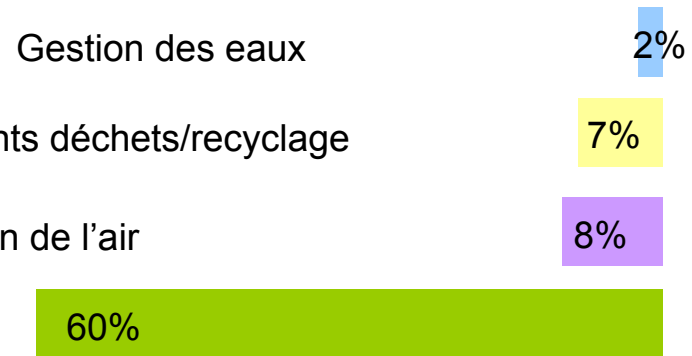 Gestion des eaux 2%
déchets/recyclage 7%
de l’air 8%
60%